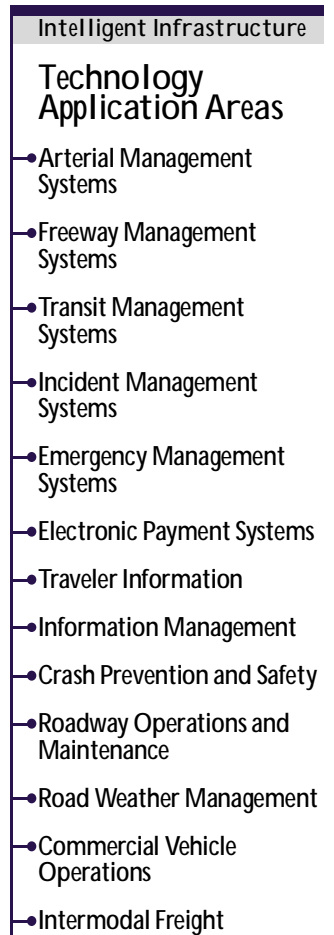 Intelligent Infrastructure
Technology
Application Areas
Arterial Management
Systems
Freeway Management
Systems
Transit Management
Systems
Incident Management
Systems
Emergency Management
Systems
Electronic Payment Systems
Traveler Information
Information Management
Crash Prevention and Safety
Roadway Operations and
Maintenance
Road Weather Management
Commercial Vehicle
Operations
Intermodal Freight